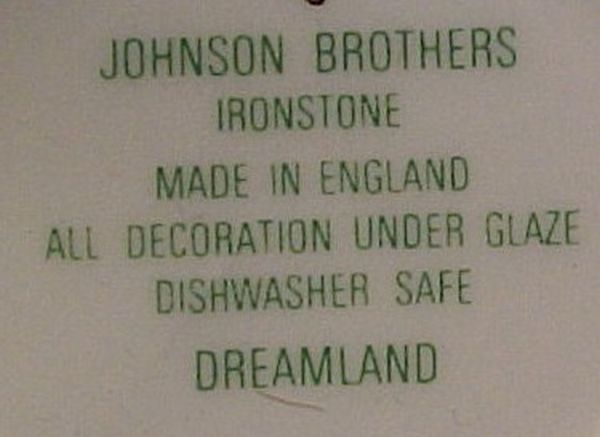 JOHNSON BROTHERS
IRONSTONE
MADE IN ENGLAND
ALL DECORATION UNDER GLAZE
DISHWASHER SAFE
DREAMLAND